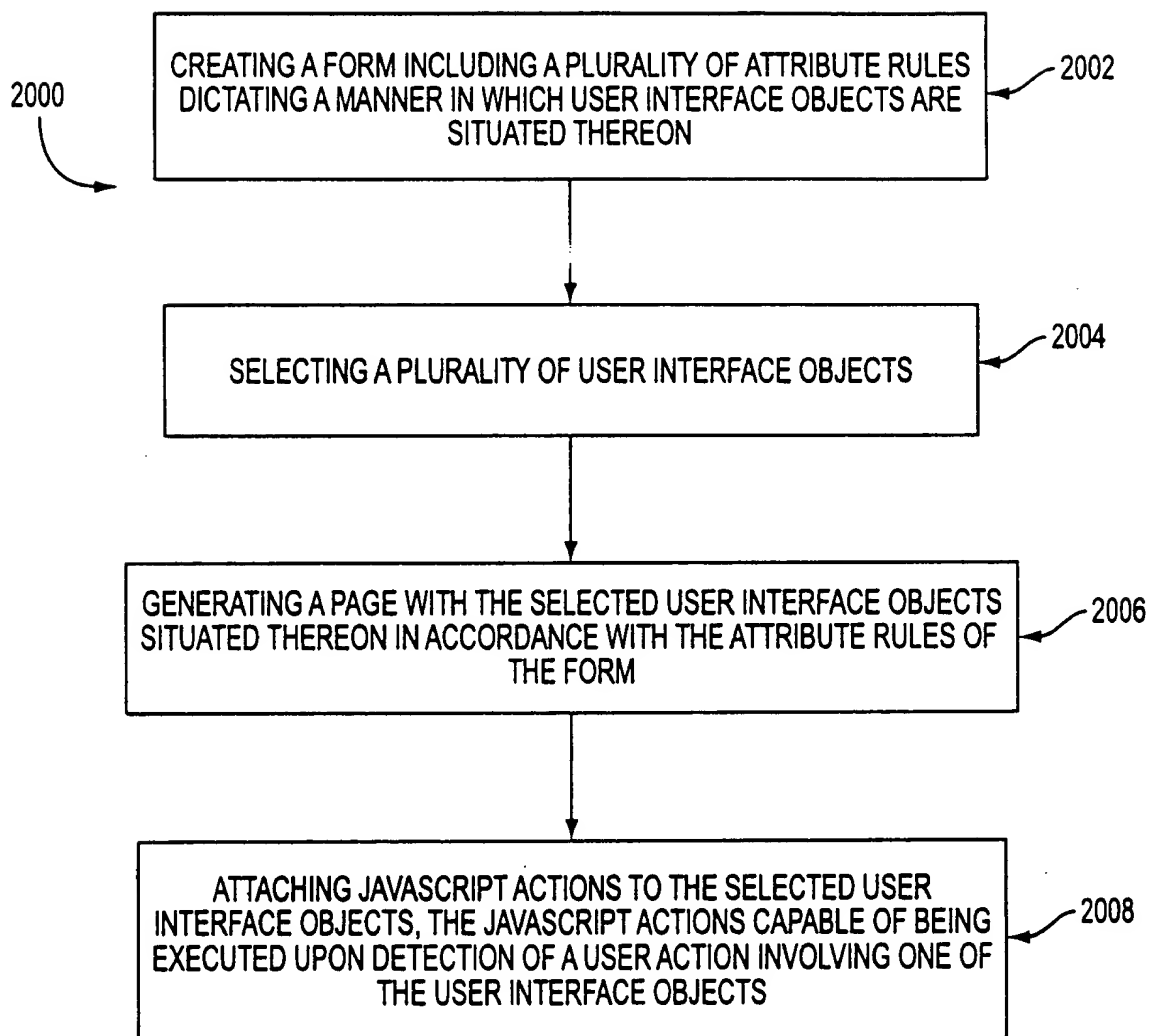 2000
CREATING A FORM INCLUDING A PLURALITY OF ATTRIBUTE RULES
DICTATING A MANNER IN WHICH USER INTERFACE OBJECTS ARE
SITUATED THEREON
2002
SELECTING A PLURALITY OF USER INTERFACE OBJECTS
2004
GENERATING A PAGE WITH THE SELECTED USER INTERFACE OBJECTS
SITUATED THEREON IN ACCORDANCE WITH THE ATTRIBUTE RULES OF
THE FORM
2006
ATTACHING JAVASCRIPT ACTIONS TO THE SELECTED USER
INTERFACE OBJECTS, THE JAVASCRIPT ACTIONS CAPABLE OF BEING
EXECUTED UPON DETECTION OF A USER ACTION INVOLVING ONE OF
THE USER INTERFACE OBJECTS
2008